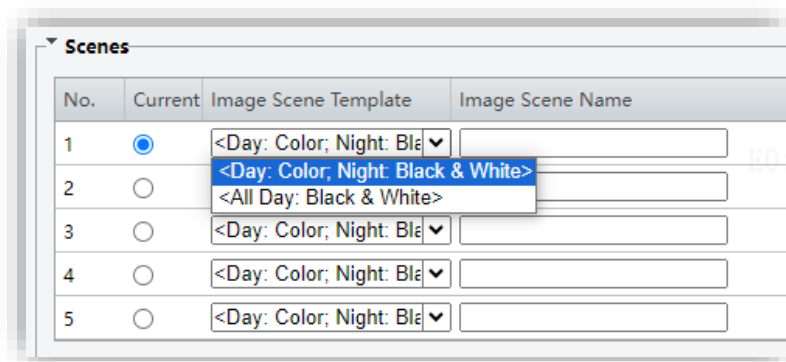 Scenes
No. Current Image Scene Template Image Scene Name
1 <Day: Color; Night: Bla
<Day: Color; Night: Black & White>
2
<All Day: Black & White>
3 <Day: Color; Night: Bla
4 <Day: Color; Night: Bla
5 <Day: Color; Night: Bla
EQ